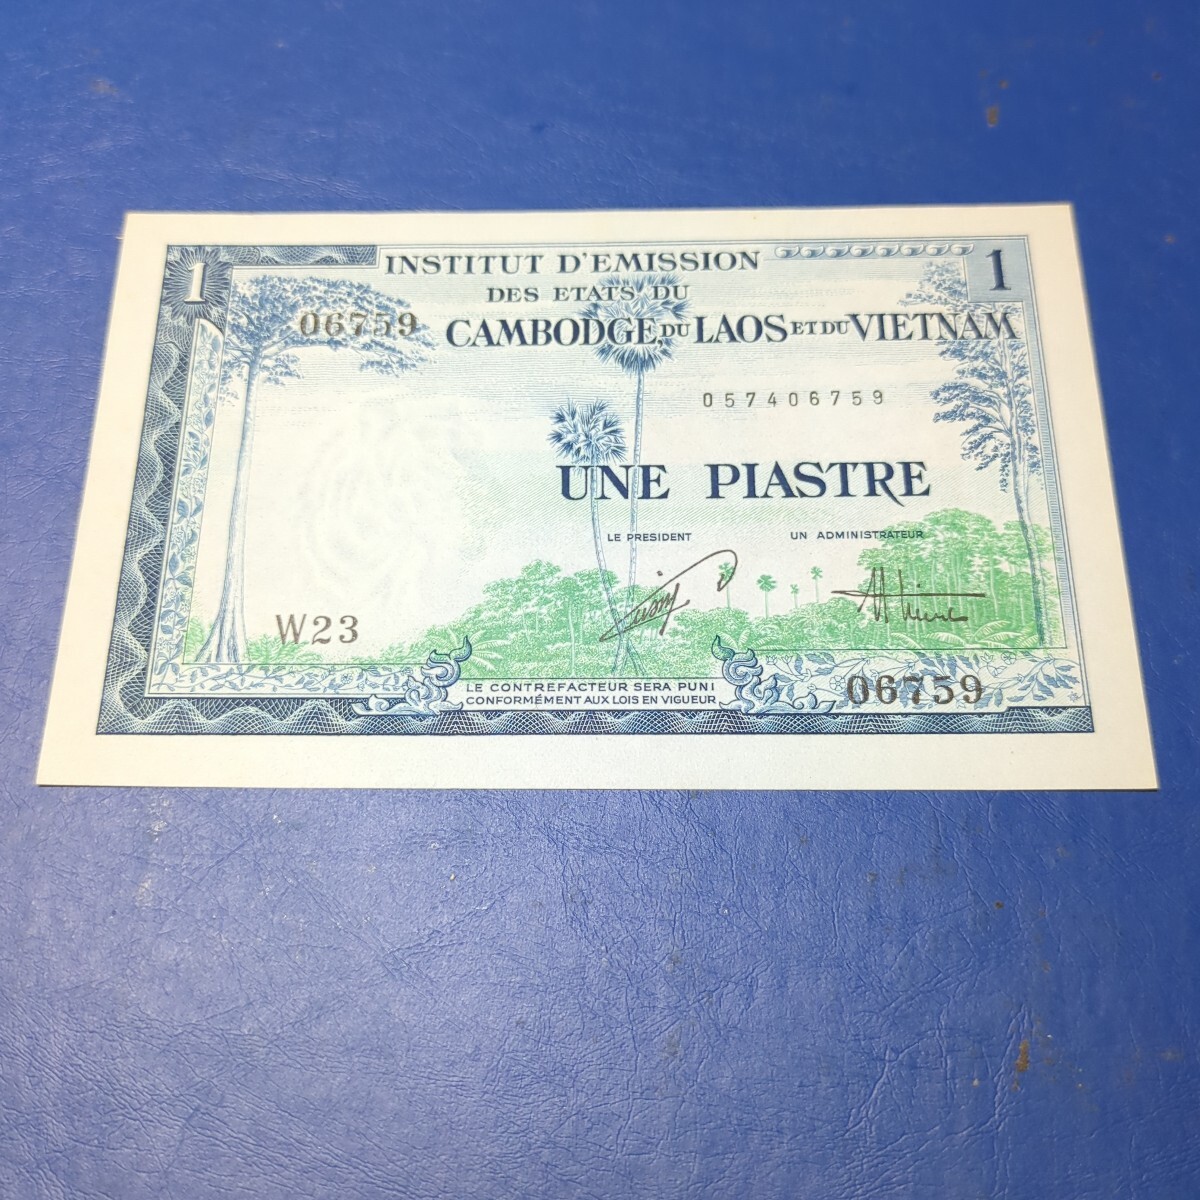 1
INSTITUT D'EMISSION
1
DES ETATS DU
06759
CAMBODGE, DU LAOS ET DU VIETNAM
057406759
UNE PIASTRE
LE PRESIDENT
UN ADMINISTRATEUR
W23
LE CONTREFACTEUR SERA PUNI
CONFORMÉMENT AUX LOIS EN VIGUEUR
06759